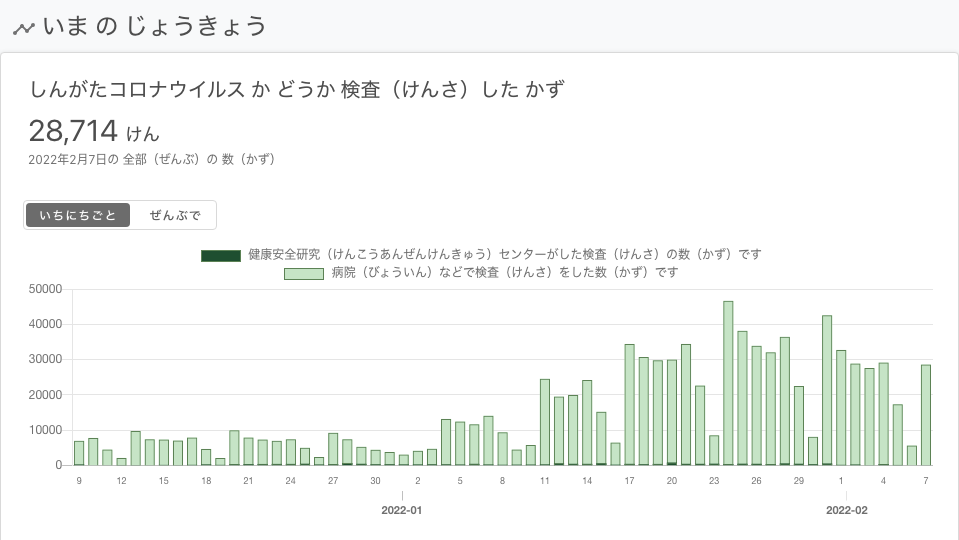 いま の じょうきょう
しんがたコロナウイルス か どうか 検査（けんさ）した かず
28,714 けん
2022年2月7日の 全部（ぜんぶ）の 数（かず）
いちにちごと ぜんぶで
健康安全研究（けんこうあんぜんけんきゅう）センターがした検査（けんさ）の数（かず）です
病院（びょういん）などで検査（けんさ）をした数（かず）です
50000
40000
30000
20000
10000
0
9 12 15 18 21 24 27 30 2 5 8 11 14 17 20 23 26 29 1 4 7
2022-01 2022-02